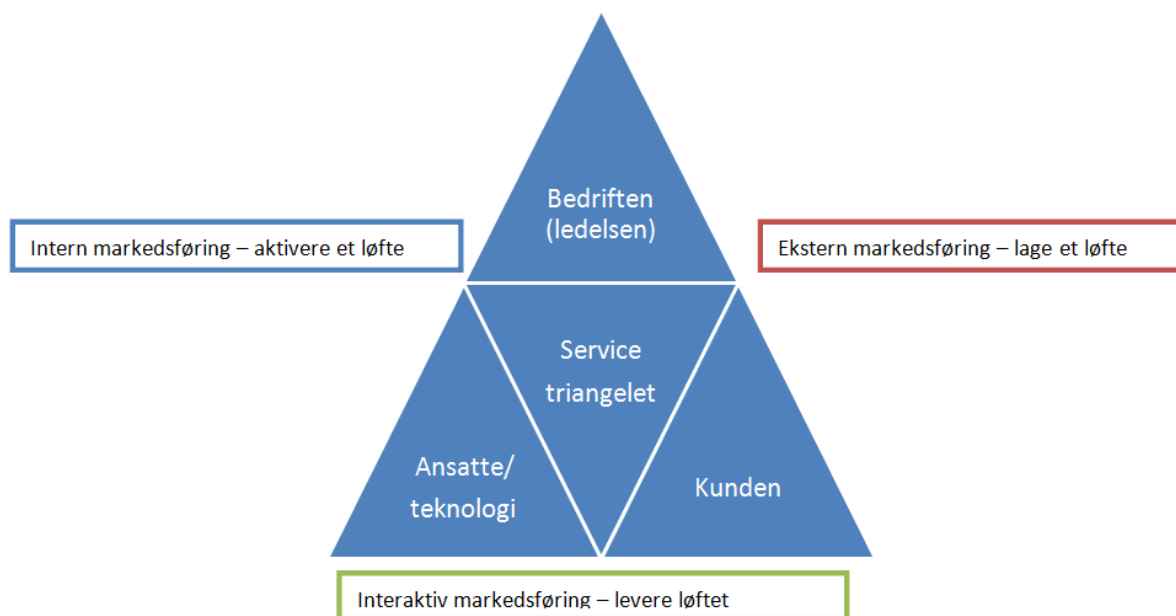 Bedriften
(ledelsen)
Intern markedsføring – aktivere et løfte
Ekstern markedsføring – lage et løfte
Service
triangelet
Ansatte/
teknologi
Kunden
Interaktiv markedsføring – levere løftet